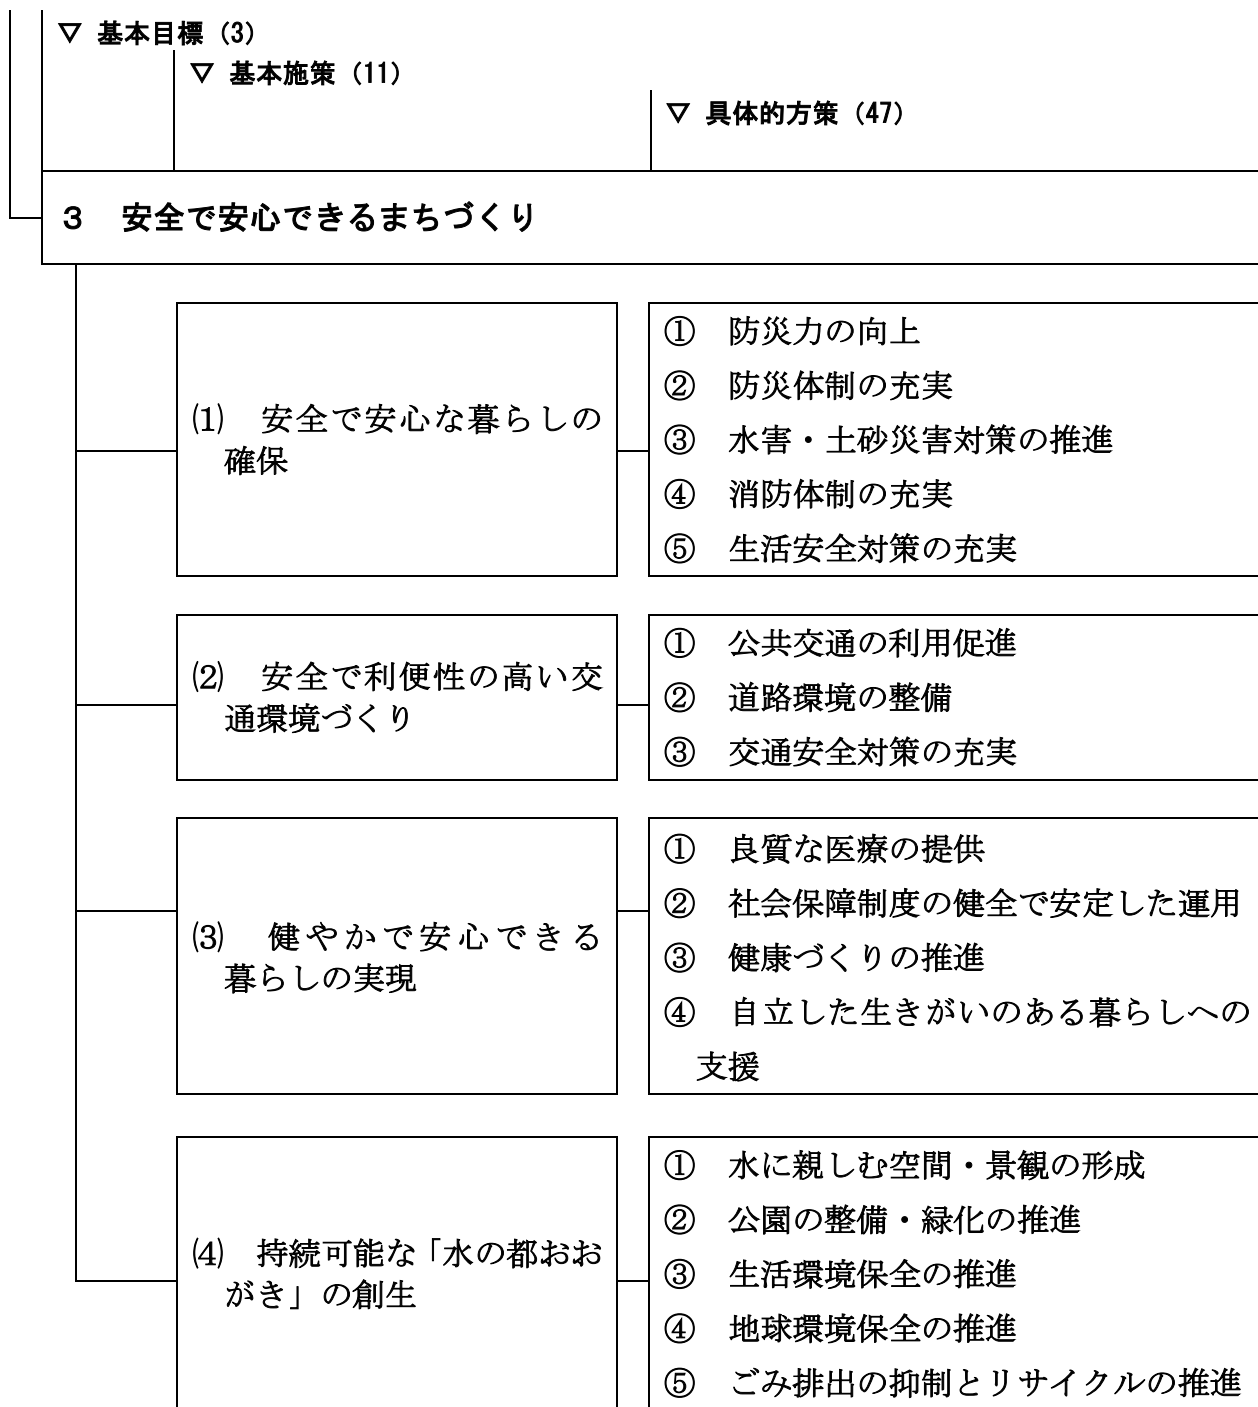 ▽ 基本目標（3）
▽ 基本施策（11）
▽ 具体的方策（47）
３　安全で安心できるまちづくり
⑴　安全で安心な暮らしの
確保
①　防災力の向上
②　防災体制の充実
③　水害・土砂災害対策の推進
④　消防体制の充実
⑤　生活安全対策の充実
⑵　安全で利便性の高い交
通環境づくり
①　公共交通の利用促進
②　道路環境の整備
③　交通安全対策の充実
⑶　健やかで安心できる
暮らしの実現
①　良質な医療の提供
②　社会保障制度の健全で安定した運用
③　健康づくりの推進
④　自立した生きがいのある暮らしへの
支援
⑷　持続可能な「水の都おお
がき」の創生
①　水に親しむ空間・景観の形成
②　公園の整備・緑化の推進
③　生活環境保全の推進
④　地球環境保全の推進
⑤　ごみ排出の抑制とリサイクルの推進